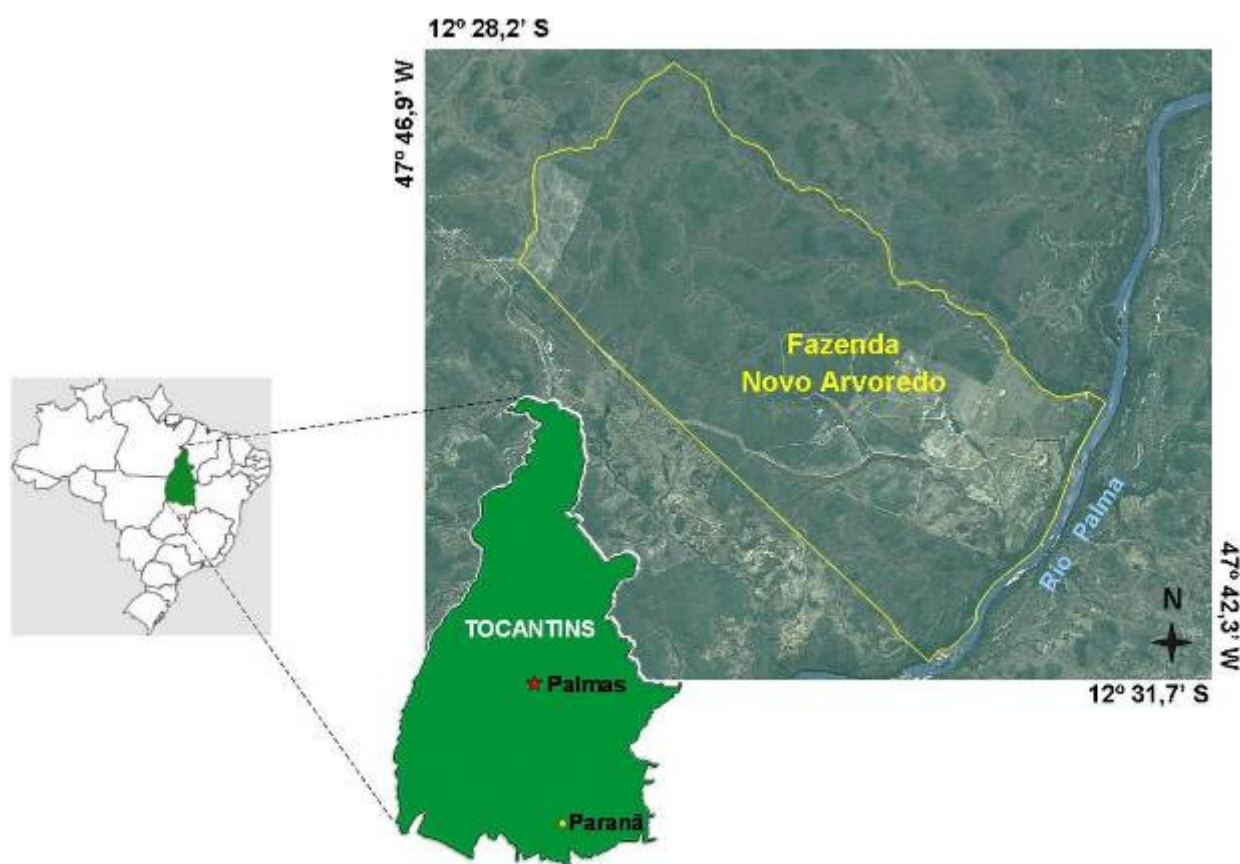 12º 28,2' S
47º 46,9' W
Fazenda
Novo Arvoredo
Rio Palma
N
47º 42,3' W
12º 31,7' S
TOCANTINS
Palmas
Paranã